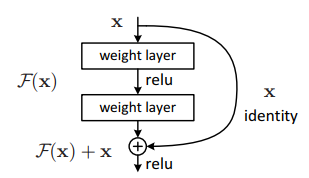 x
weight layer
F(x)
relu
x
weight layer
identity
F(x) + x
relu